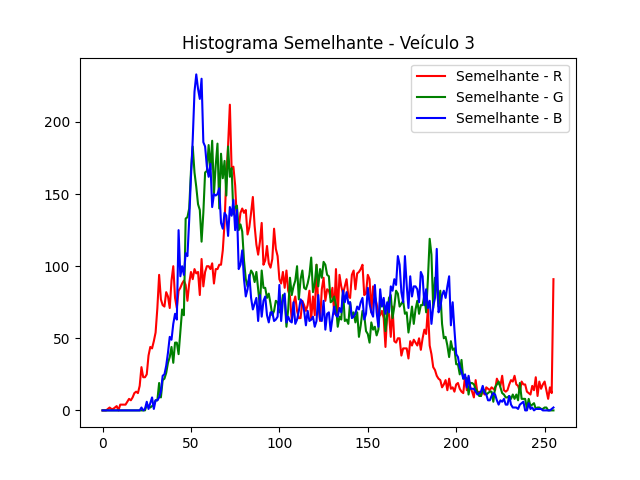 Histograma Semelhante - Veículo 3
Semelhante - R
Semelhante - G
Semelhante - B
200
150
100
50
0
0 50 100 150 200 250